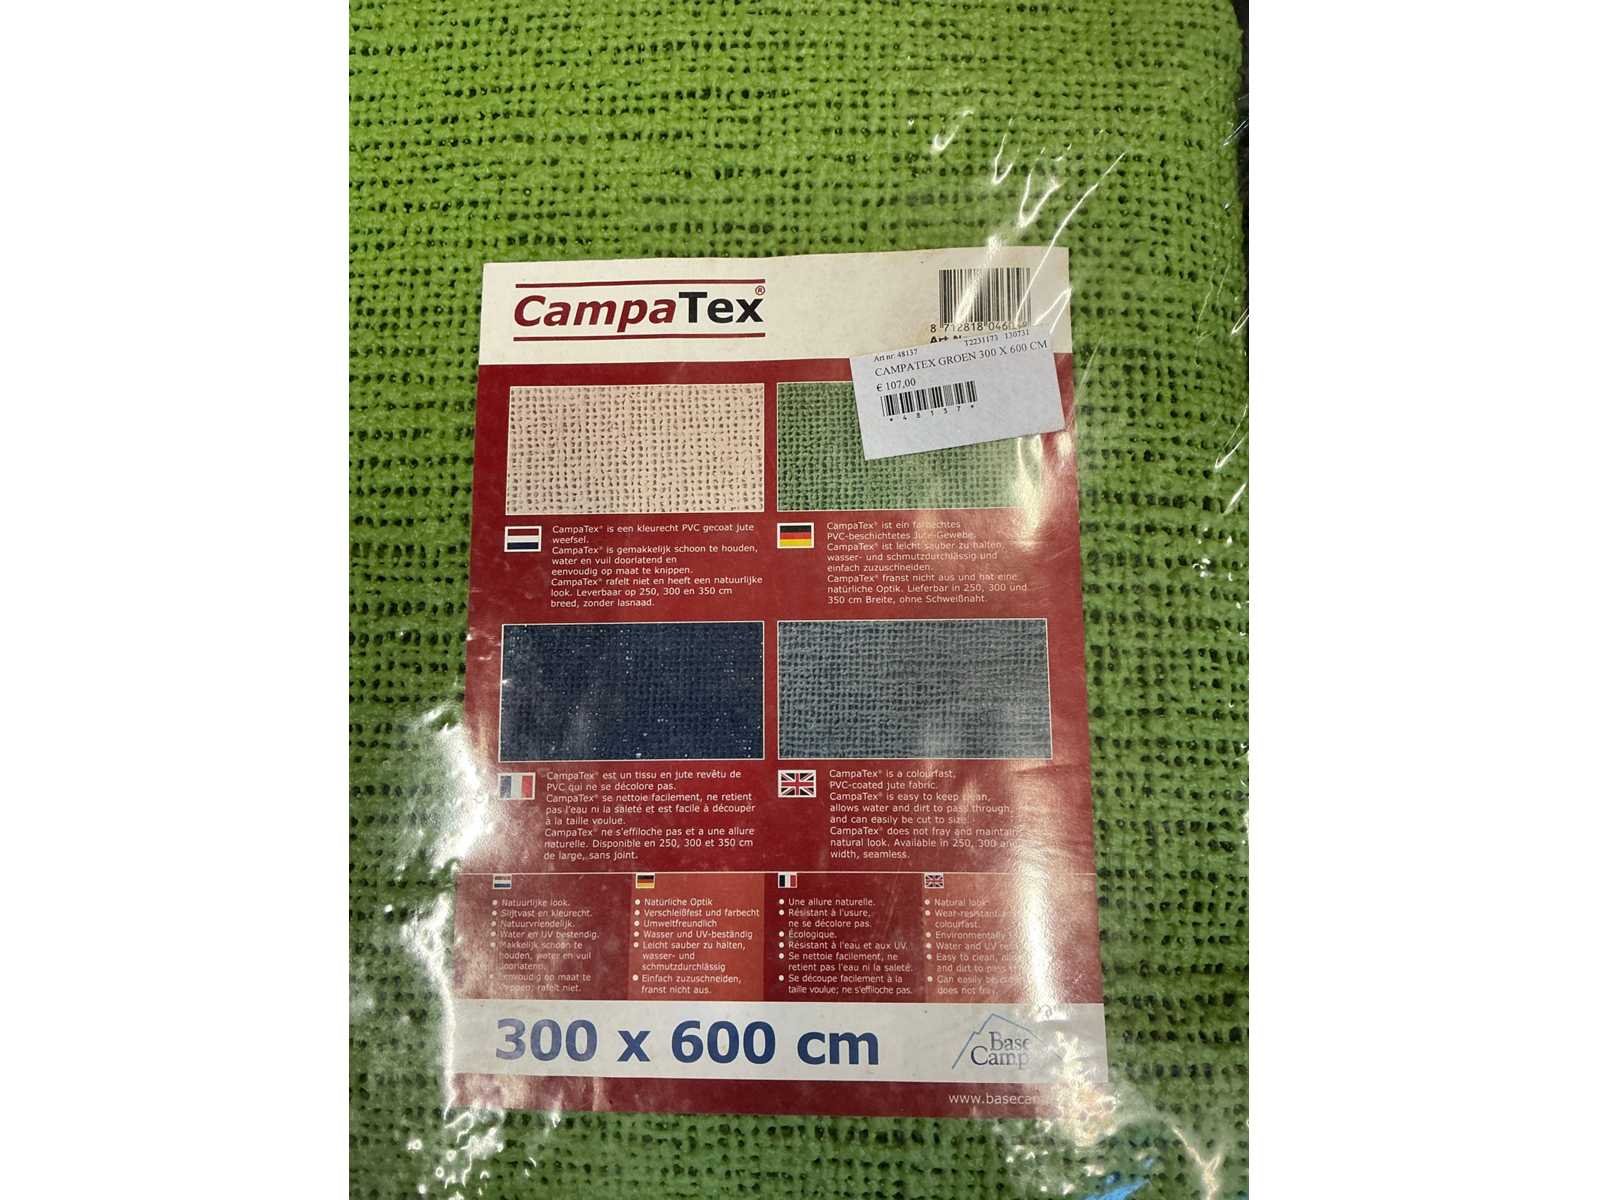 CampaTex®
8 712818 046
Art nr. 48137 12231173 130731
CAMPATEX GROEN 300 X 600 CM
€ 107,00
*48137*
CampaTex® is een kleurecht PVC gecoat jute
weefsel.
CampaTex® is gemakkelijk schoon te houden,
water en vuil doorlatend en
eenvoudig op maat te knippen.
CampaTex® rafelt niet en heeft een natuurlijke
look. Leverbaar op 250, 300 en 350 cm
breed, zonder lasnaad.
CampaTex® ist ein farbechtes
PVC-beschichtetes Jute-Gewebe.
CampaTex® ist leicht sauber zu halten,
wasser- und schmutzdurchlässig und
einfach zuzuschneiden.
CampaTex® franst nicht aus und hat eine
natürliche Optik. Lieferbar in 250, 300 und
350 cm Breite, ohne Schweißnaht.
CampaTex® est un tissu en jute revêtu de
PVC qui ne se décolore pas.
CampaTex® se nettoie facilement, ne retient
pas l'eau ni la saleté et est facile à découper
à la taille voulue.
CampaTex® ne s'effiloche pas et a une allure
naturelle. Disponible en 250, 300 et 350 cm
de large, sans joint.
CampaTex® is a colourfast,
PVC-coated jute fabric.
CampaTex® is easy to keep clean,
allows water and dirt to pass through,
and can easily be cut to size.
CampaTex® does not fray and maintain
natural look. Available in 250, 300 and
width, seamless.
• Natuurlijke look.
• Slijtvast en kleurecht.
• Natuurvriendelijk.
• Water en UV bestendig.
• Makkelijk schoon te
houden, water en vuil
doorlatend.
• Eenvoudig op maat te
knippen; rafelt niet.
• Natürliche Optik
• Verschleißfest und farbecht
• Umweltfreundlich
• Wasser und UV-beständig
• Leicht sauber zu halten,
wasser- und
schmutzdurchlässig
• Einfach zuzuschneiden,
franst nicht aus.
• Une allure naturelle.
• Résistant à l'usure,
ne se décolore pas.
• Écologique.
• Résistant à l'eau et aux UV.
• Se nettoie facilement, ne
retient pas l'eau ni la saleté.
• Se découpe facilement à la
taille voulue; ne s'effiloche pas.
• Natural look.
• Wear-resistant
colourfast.
• Environmentally
• Water and UV
• Easy to clean,
and dirt to pass
• Can easily be
does not fray.
300 x 600 cm
Base
Camp
www.baseca